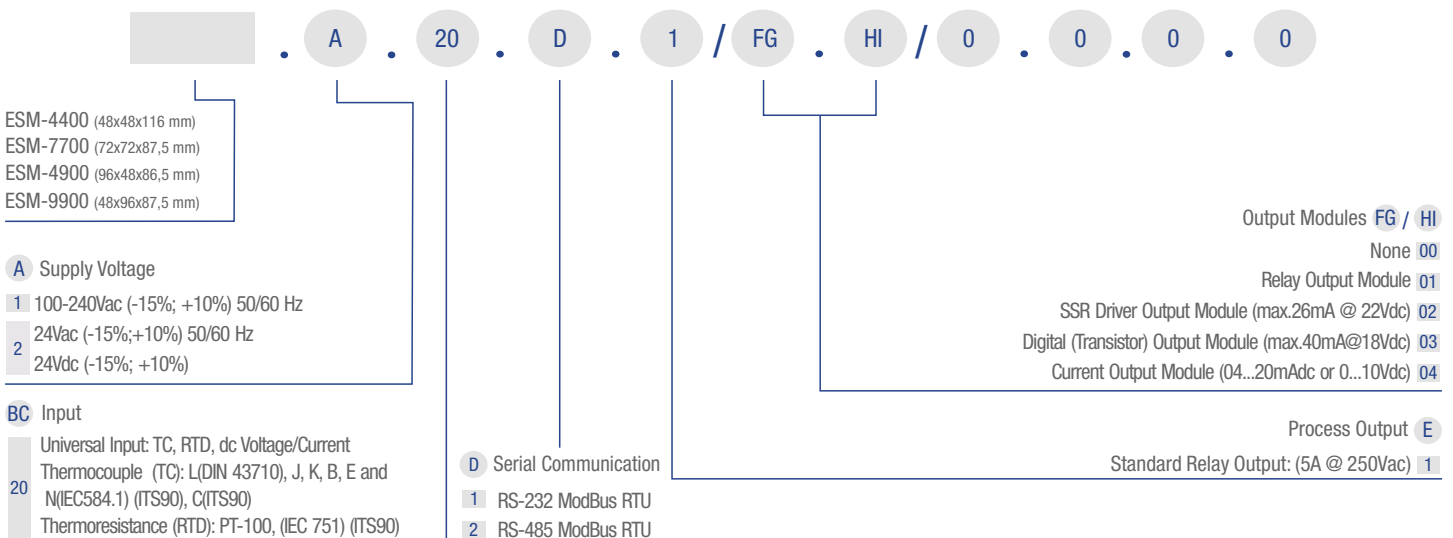 . A . 20 . D . 1 / FG . HI / 0 . 0 . 0 . 0
ESM-4400 (48x48x116 mm)
ESM-7700 (72x72x87,5 mm)
ESM-4900 (96x48x86,5 mm)
ESM-9900 (48x96x87,5 mm)
A Supply Voltage
1 100-240Vac (-15%; +10%) 50/60 Hz
2 24Vac (-15%;+10%) 50/60 Hz
24Vdc (-15%; +10%)
BC Input
20 Universal Input: TC, RTD, dc Voltage/Current
Thermocouple (TC): L(DIN 43710), J, K, B, E and
N(IEC584.1) (ITS90), C(ITS90)
Thermoresistance (RTD): PT-100, (IEC 751) (ITS90)
D Serial Communication
1 RS-232 ModBus RTU
2 RS-485 ModBus RTU
Output Modules FG / HI
None 00
Relay Output Module 01
SSR Driver Output Module (max.26mA @ 22Vdc) 02
Digital (Transistor) Output Module (max.40mA@18Vdc) 03
Current Output Module (04...20mAdc or 0...10Vdc) 04
Process Output E
Standard Relay Output: (5A @ 250Vac) 1